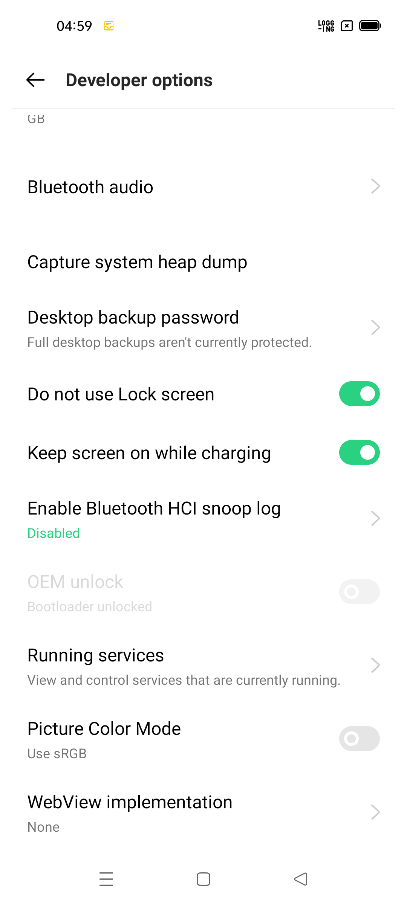 04:59
LOGG
-ING
Developer options
GB
Bluetooth audio
Capture system heap dump
Desktop backup password
Full desktop backups aren't currently protected.
Do not use Lock screen
Keep screen on while charging
Enable Bluetooth HCI snoop log
Disabled
OEM unlock
Bootloader unlocked
Running services
View and control services that are currently running.
Picture Color Mode
Use sRGB
WebView implementation
None